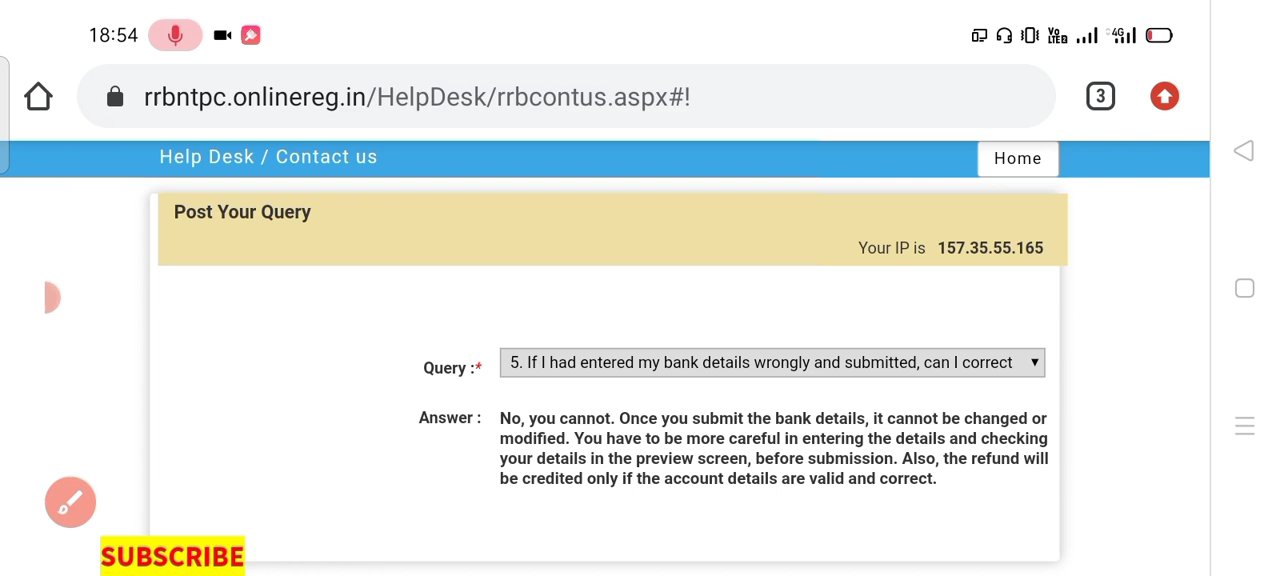 18:54
Vo LTE2
4G
rrbntpc.onlinereg.in/HelpDesk/rrbcontus.aspx#!
3
Help Desk / Contact us
Home
Post Your Query
Your IP is 157.35.55.165
Query :*
5. If I had entered my bank details wrongly and submitted, can I correct
Answer :
No, you cannot. Once you submit the bank details, it cannot be changed or
modified. You have to be more careful in entering the details and checking
your details in the preview screen, before submission. Also, the refund will
be credited only if the account details are valid and correct.
SUBSCRIBE